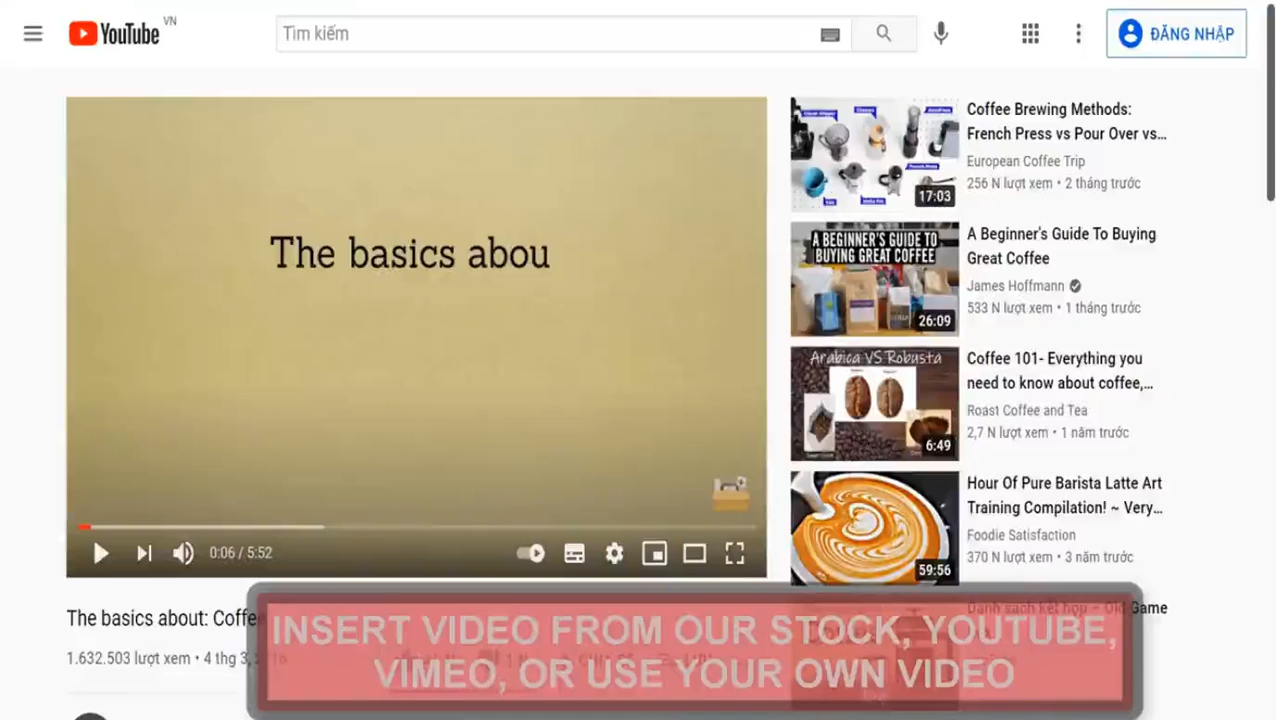 YouTube VN
Tìm kiếm
ĐĂNG NHẬP
The basics abou
0:06 / 5:52
The basics about: Coffe
1.632.503 lượt xem • 4 thg 3,
17:03
Coffee Brewing Methods:
French Press vs Pour Over vs...
European Coffee Trip
256 N lượt xem • 2 tháng trước
A BEGINNER'S GUIDE TO
BUYING GREAT COFFEE
26:09
A Beginner's Guide To Buying
Great Coffee
James Hoffmann
533 N lượt xem • 1 tháng trước
Arabica VS Robusta
6:49
Coffee 101- Everything you
need to know about coffee,...
Roast Coffee and Tea
2,7 N lượt xem • 1 năm trước
59:56
Hour Of Pure Barista Latte Art
Training Compilation! ~ Very...
Foodie Satisfaction
370 N lượt xem • 3 năm trước
Danh sách kết hợp – Old Game
INSERT VIDEO FROM OUR STOCK, YOUTUBE,
VIMEO, OR USE YOUR OWN VIDEO